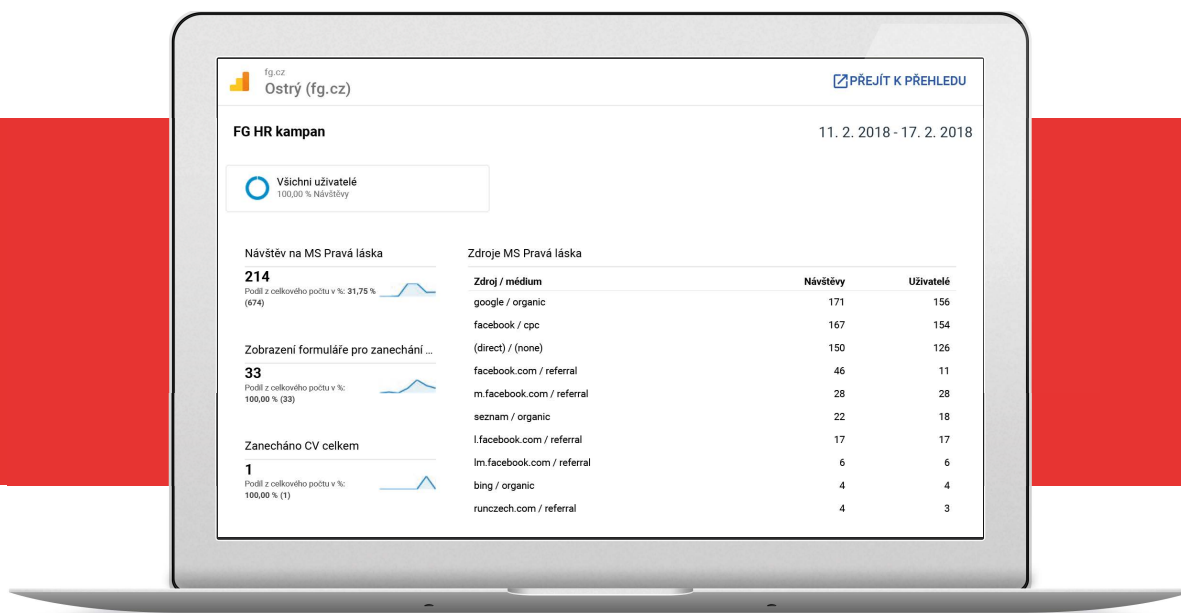 fg.cz
Ostrý (fg.cz)
PŘEJÍT K PŘEHLEDU
FG HR kampan
11. 2. 2018 - 17. 2. 2018
Všichni uživatelé
100,00 % Návštěvy
Návštěv na MS Pravá láska
214
Podíl z celkového počtu v %: 31,75 %
(674)
Zobrazení formuláře pro zanechání ...
33
Podíl z celkového počtu v %:
100,00 % (33)
Zanecháno CV celkem
1
Podíl z celkového počtu v %:
100,00 % (1)
Zdroje MS Pravá láska
Zdroj / médium Návštěvy Uživatelé
google / organic 171 156
facebook / cpc 167 154
(direct) / (none) 150 126
facebook.com / referral 46 11
m.facebook.com / referral 28 28
seznam / organic 22 18
l.facebook.com / referral 17 17
lm.facebook.com / referral 6 6
bing / organic 4 4
runczech.com / referral 4 3